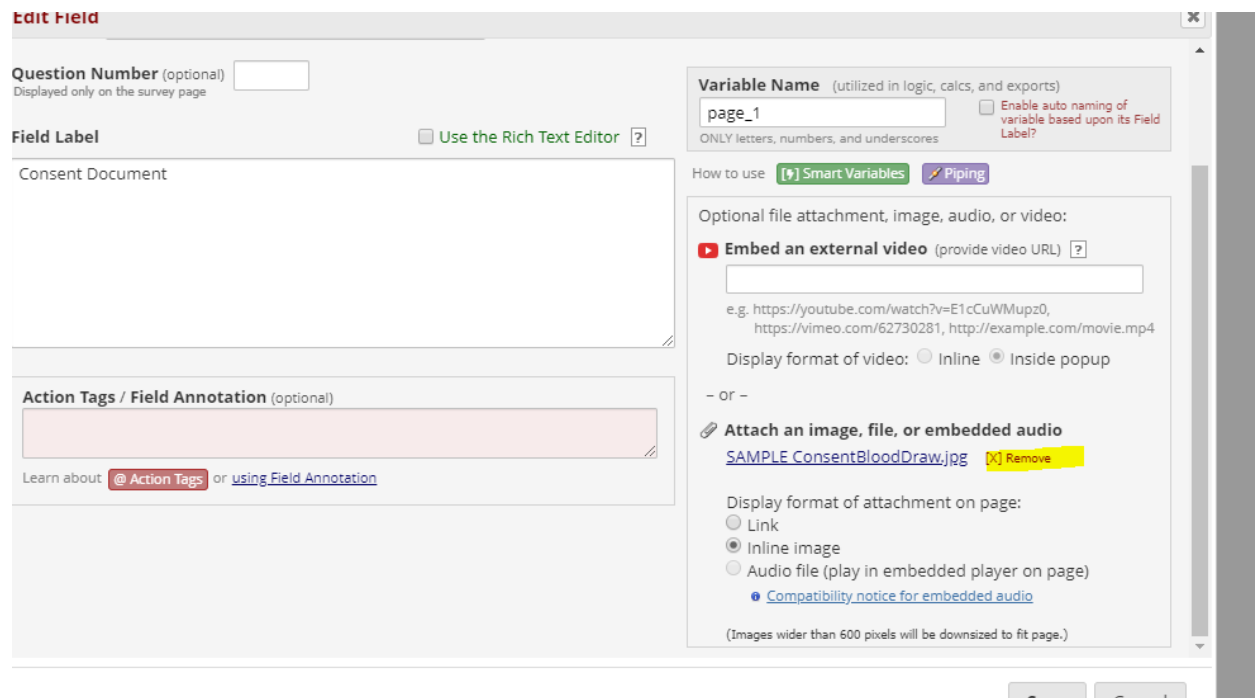 Edit Field
Question Number (optional)
Displayed only on the survey page
Field Label
Use the Rich Text Editor ?
Consent Document
Action Tags / Field Annotation (optional)
Learn about @ Action Tags or using Field Annotation
Variable Name (utilized in logic, calcs, and exports)
page_1
Enable auto naming of
variable based upon its Field
Label?
ONLY letters, numbers, and underscores
How to use [⚡] Smart Variables Piping
Optional file attachment, image, audio, or video:
Embed an external video (provide video URL) ?
e.g. https://youtube.com/watch?v=E1cCuWMupz0,
https://vimeo.com/62730281, http://example.com/movie.mp4
Display format of video: Inline Inside popup
– or –
Attach an image, file, or embedded audio
SAMPLE ConsentBloodDraw.jpg [X] Remove
Display format of attachment on page:
Link
Inline image
Audio file (play in embedded player on page)
Compatibility notice for embedded audio
(Images wider than 600 pixels will be downsized to fit page.)